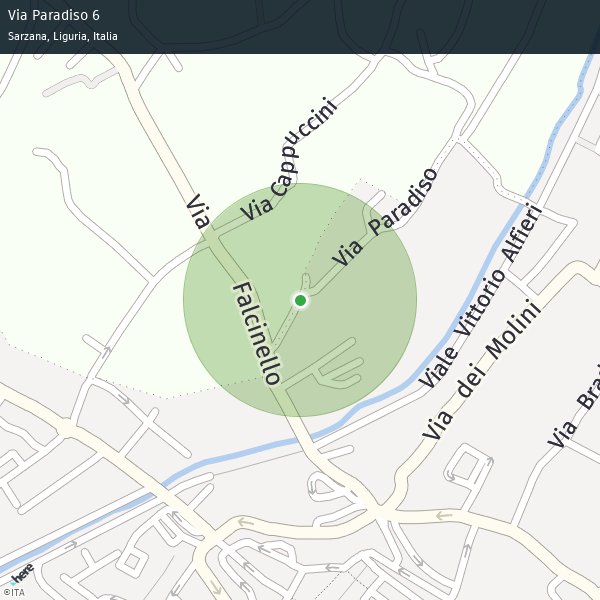 Via Paradiso 6
Sarzana, Liguria, Italia
Via Cappuccini
Via Falcinello
Via Paradiso
Viale Vittorio Alfieri
Via dei Molini
Via
here
©ITA